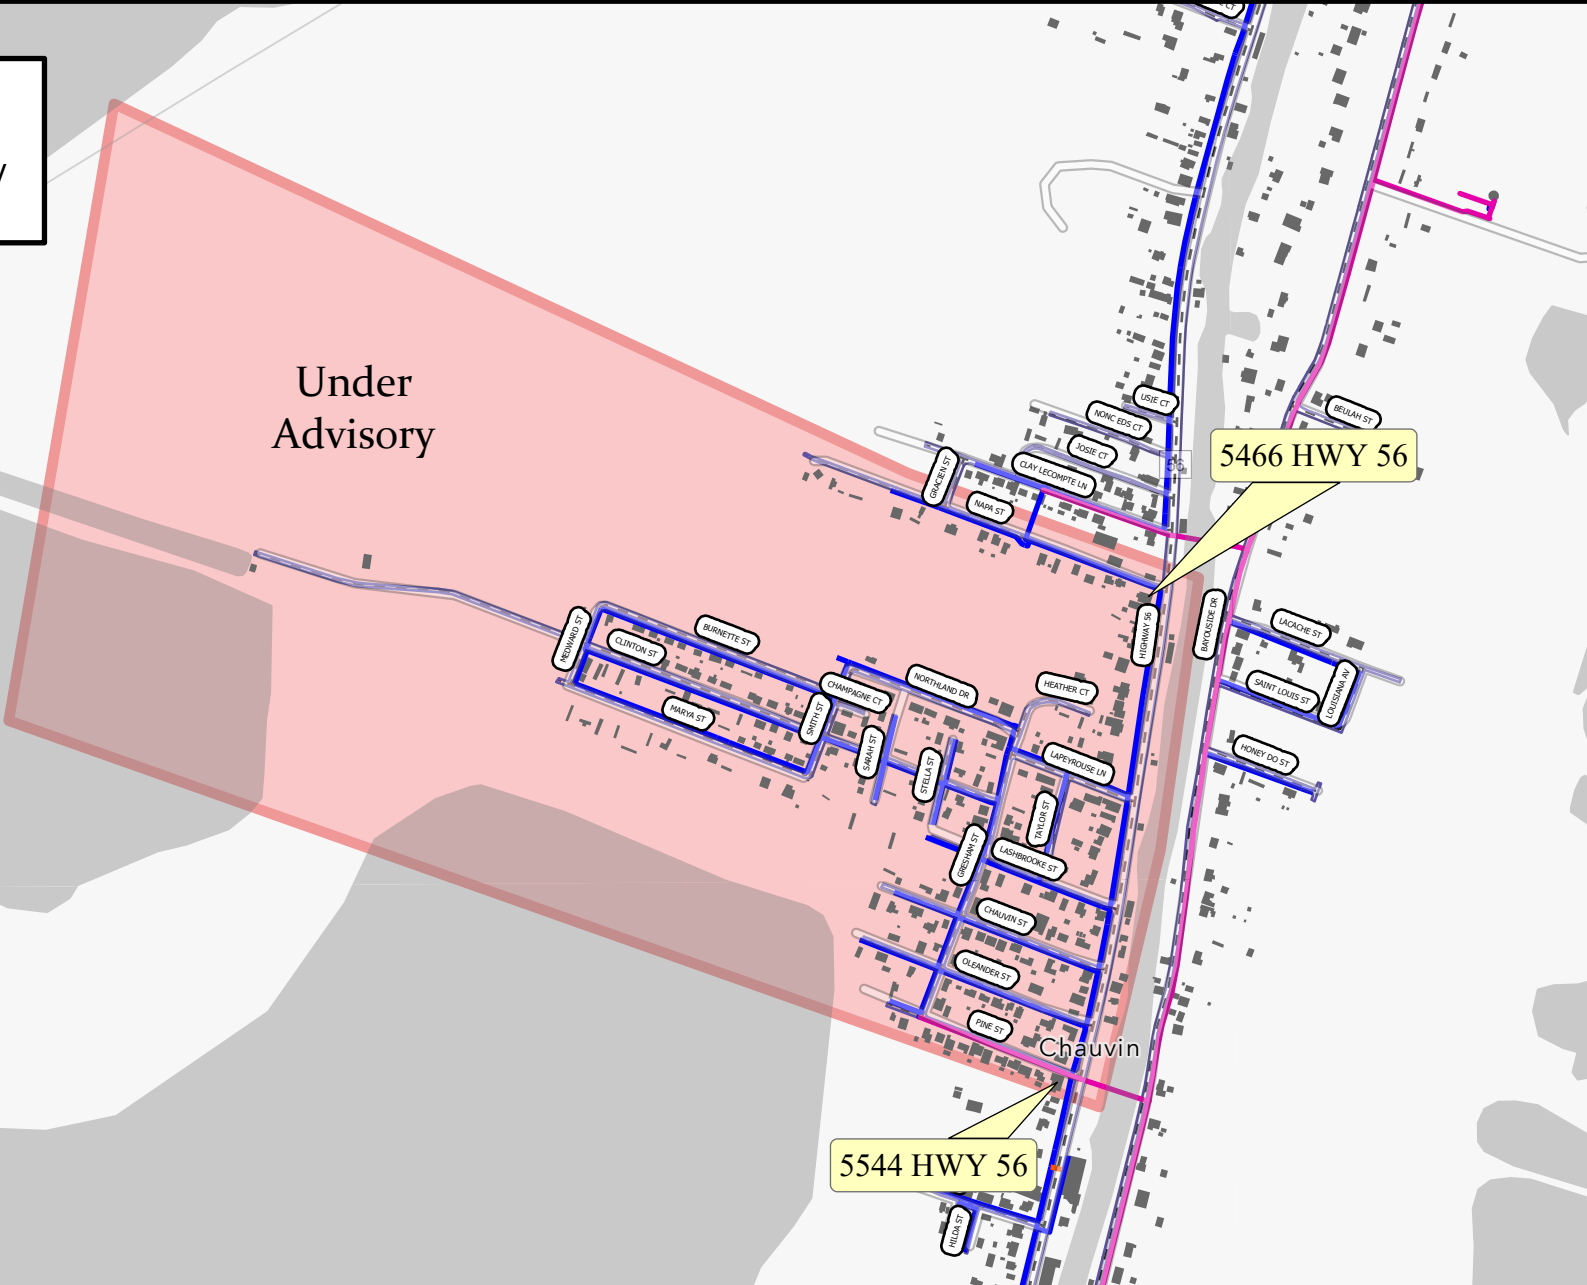 Under
Advisory
USIE CT
NONC EDS CT
JOSIE CT
CLAY LECOMPTE LN
BEULAH ST
56
5466 HWY 56
GRACIEN ST
NAPA ST
HIGHWAY 56
BAYOUSIDE DR
LACACHE ST
SAINT LOUIS ST
LOUISIANA AV
HONEY DO ST
MEDWARD ST
CLINTON ST
BURNETTE ST
MARYA ST
SMITH ST
CHAMPAGNE CT
NORTHLAND DR
HEATHER CT
SARAH ST
STELLA ST
LAPEYROUSE LN
TAYLOR ST
GRESHAM ST
LASHBROOKE ST
CHAUVIN ST
OLEANDER ST
PINE ST
Chauvin
5544 HWY 56
HILDA ST